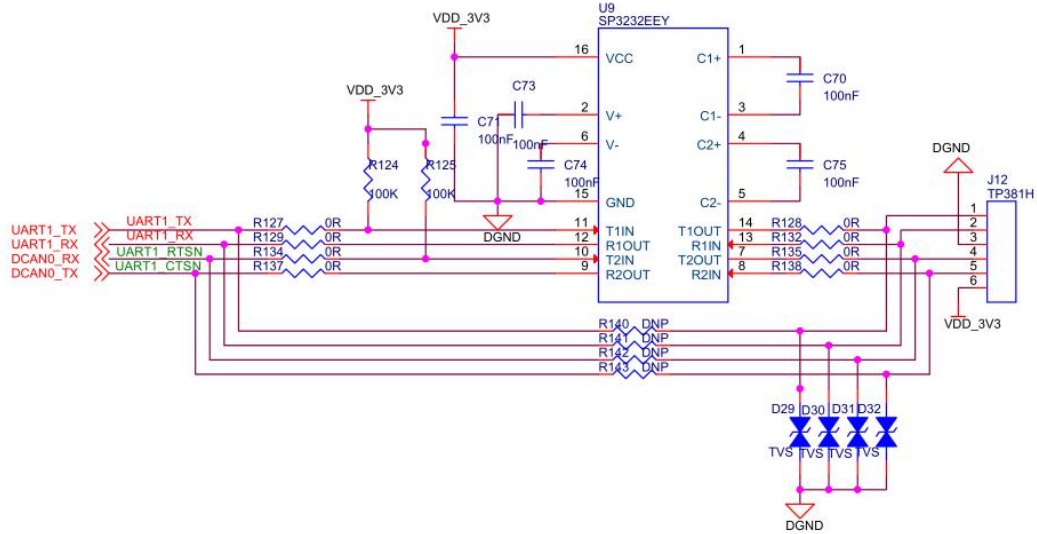 U9
SP3232EEY
VDD_3V3
16 VCC C1+ 1
C70
100nF
C73
VDD_3V3
2 V+ C1- 3
C71
100nF
100nF
6 V- C2+ 4
DGND
R124
100K
R125
100K
C74
100nF
C75
100nF
J12
TP381H
15 GND C2- 5
DGND
UART1_TX UART1_TX R127 0R 11 T1IN T1OUT 14 R128 0R 1
UART1_RX UART1_RX R129 0R 12 R1OUT R1IN 13 R132 0R 2
3
DCAN0_RX UART1_RTSN R134 0R 10 T2IN T2OUT 7 R135 0R 4
DCAN0_TX UART1_CTSN R137 0R 9 R2OUT R2IN 8 R138 0R 5
6
VDD_3V3
R140 DNP
R141 DNP
R142 DNP
R143 DNP
D29 D30 D31 D32
TVS TVS TVS TVS
DGND